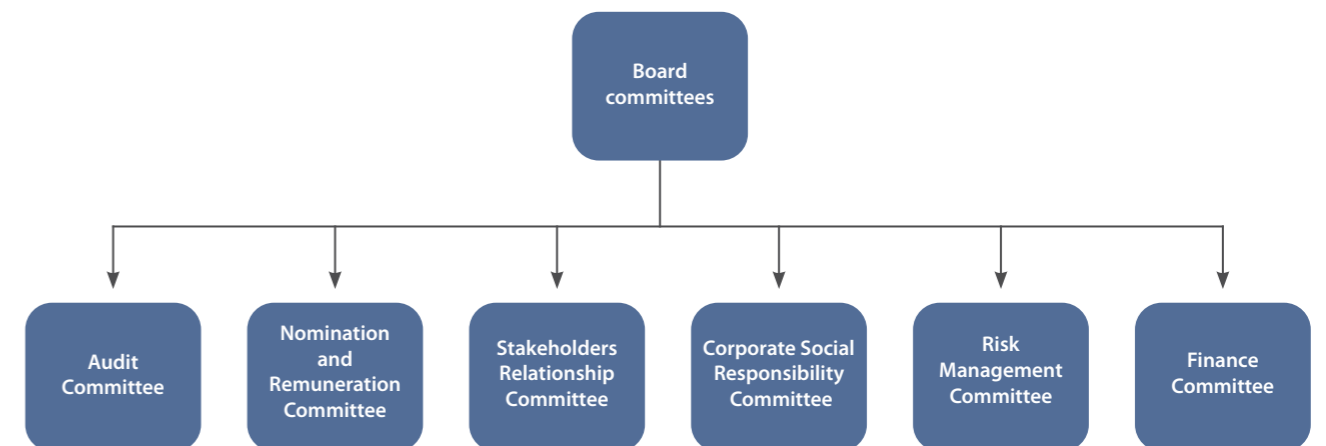 Board
committees
Audit
Committee
Nomination
and
Remuneration
Committee
Stakeholders
Relationship
Committee
Corporate Social
Responsibility
Committee
Risk
Management
Committee
Finance
Committee